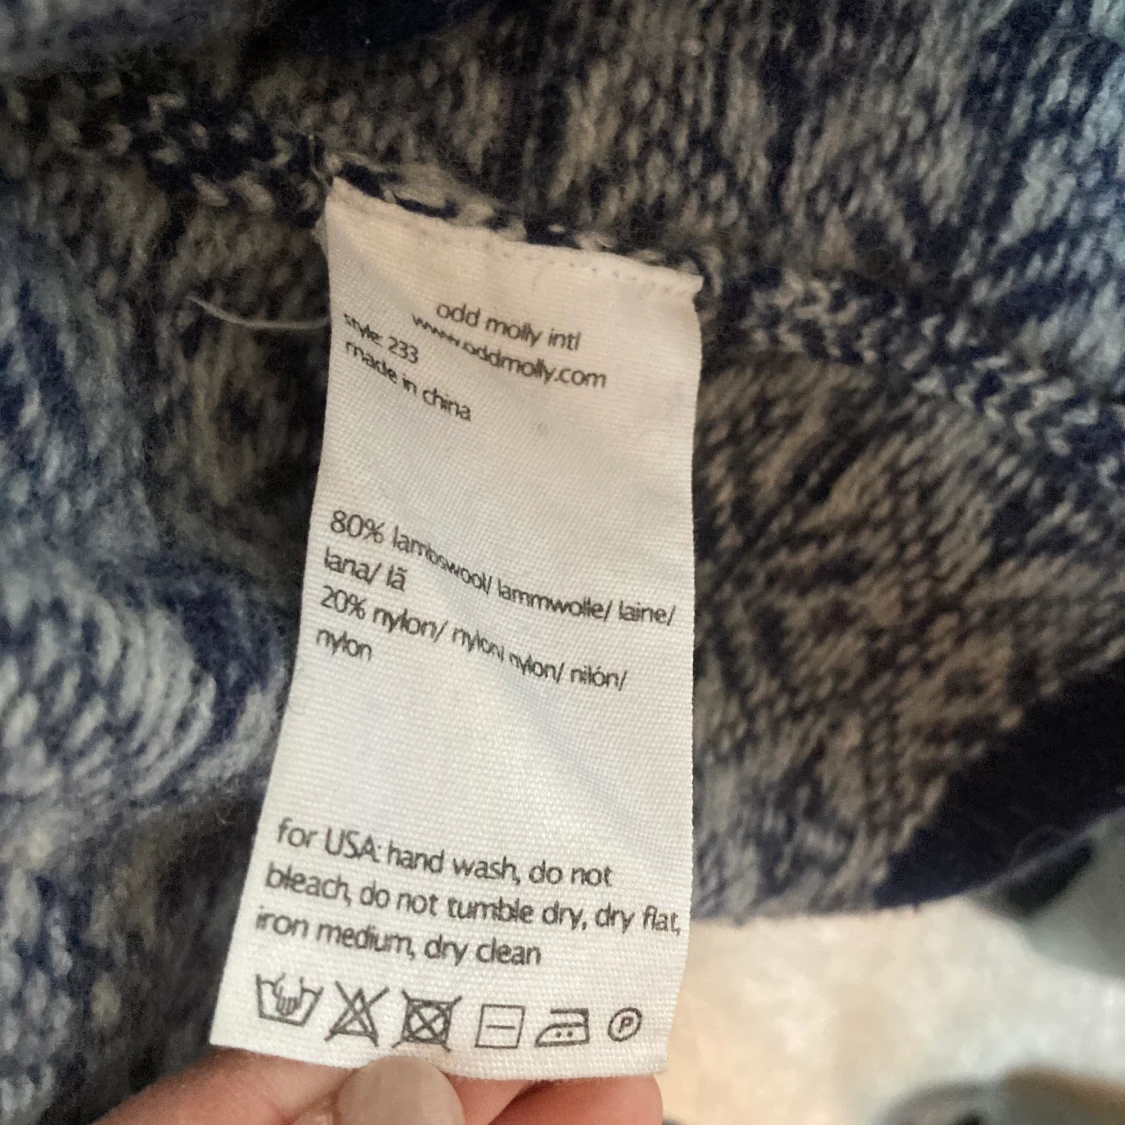 odd molly intl
www.oddmolly.com
style: 233
made in china
80% lambswool/ lammwolle/ laine/
lana/ lã
20% nylon/ nylon/ nylon/ nilón/
nylon
for USA: hand wash, do not
bleach, do not tumble dry, dry flat,
iron medium, dry clean
P